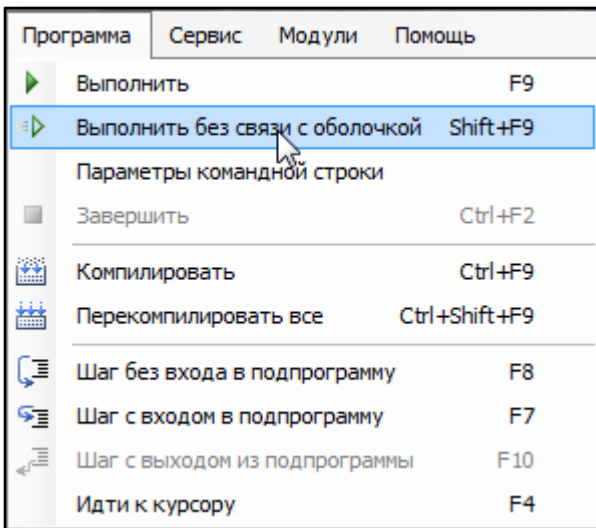 Программа Сервис Модули Помощь
Выполнить F9
Выполнить без связи с оболочкой Shift+F9
Параметры командной строки
Завершить Ctrl+F2
Компилировать Ctrl+F9
Перекомпилировать все Ctrl+Shift+F9
Шаг без входа в подпрограмму F8
Шаг с входом в подпрограмму F7
Шаг с выходом из подпрограммы F10
Идти к курсору F4